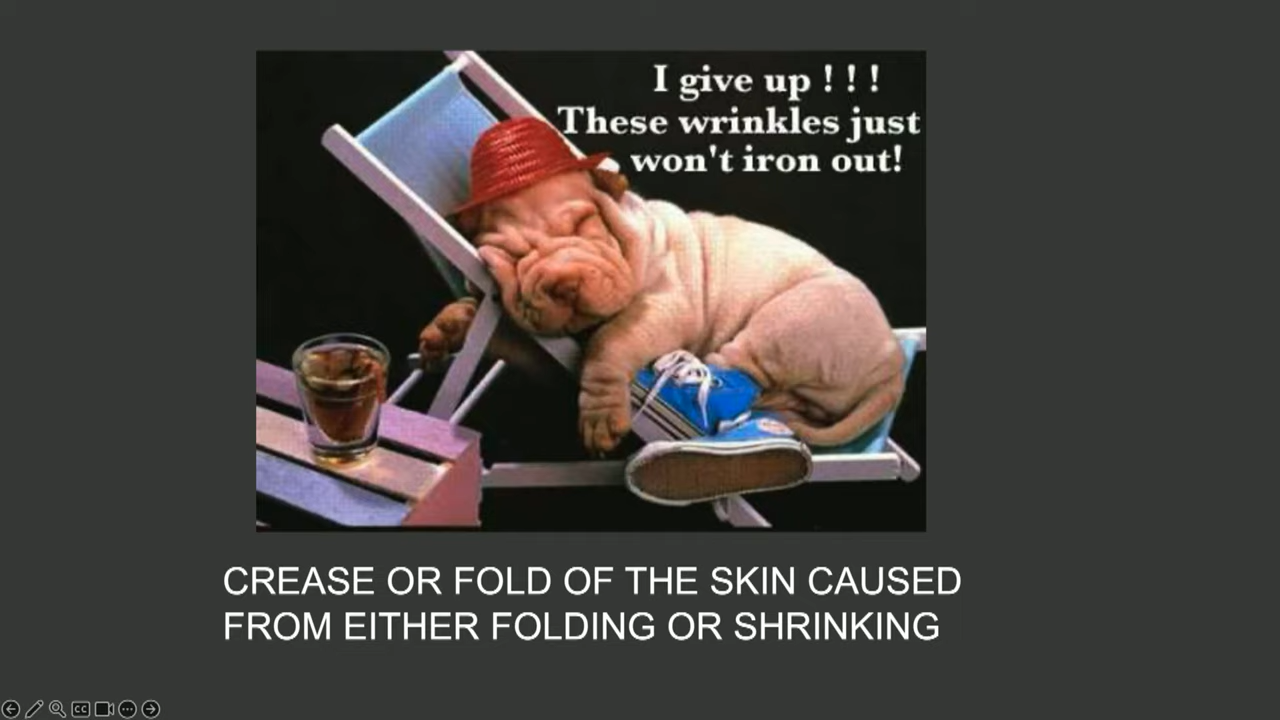 I give up ! ! !
These wrinkles just
won't iron out!
CREASE OR FOLD OF THE SKIN CAUSED
FROM EITHER FOLDING OR SHRINKING
CC